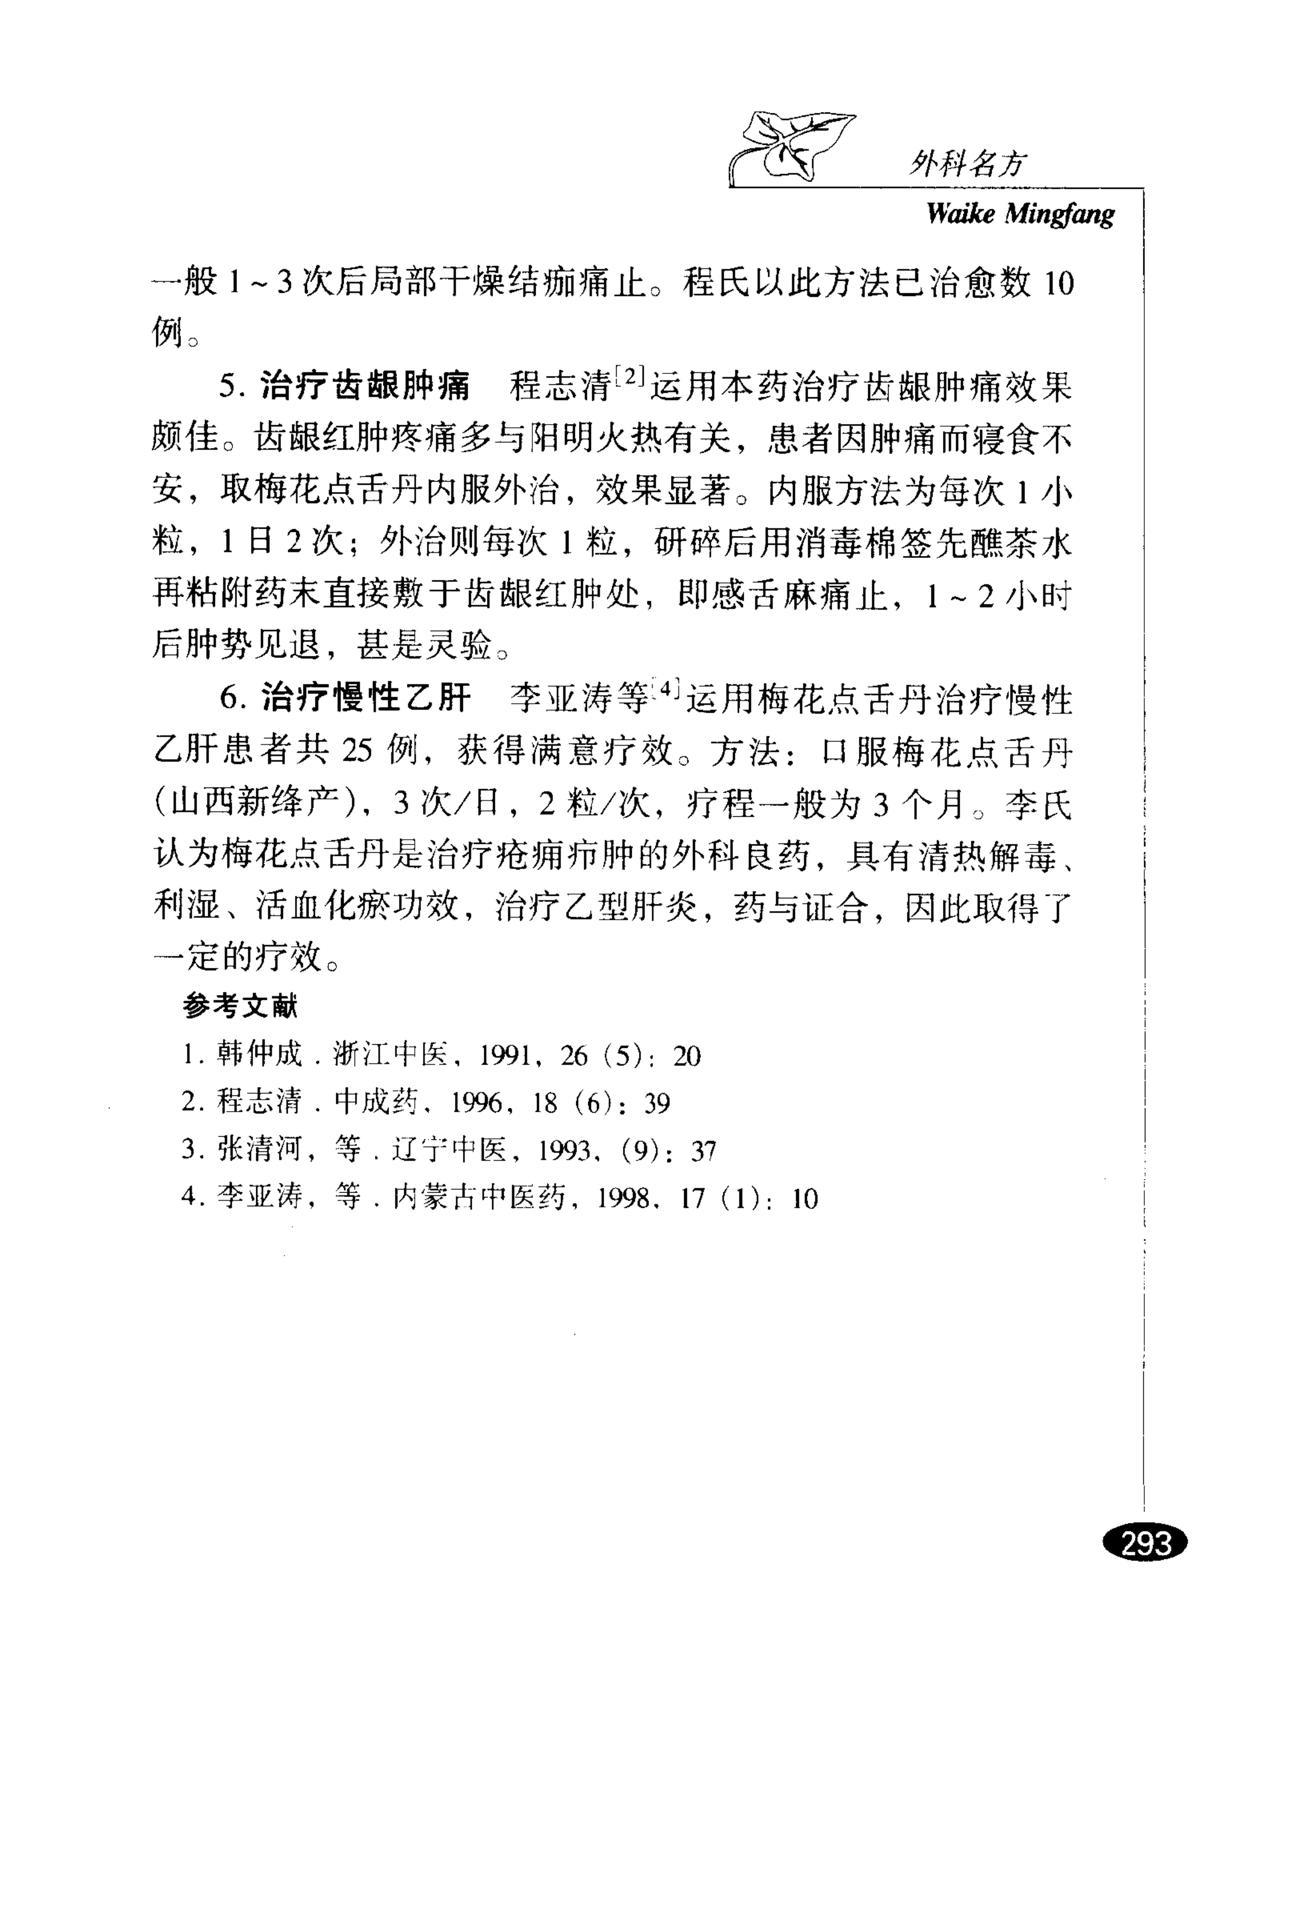 外科名方
Waike Mingfang
一般 1～3 次后局部干燥结痂痛止。程氏以此方法已治愈数 10
例。
5. 治疗齿龈肿痛　程志清[2]运用本药治疗齿龈肿痛效果
颇佳。齿龈红肿疼痛多与阳明火热有关，患者因肿痛而寝食不
安，取梅花点舌丹内服外治，效果显著。内服方法为每次 1 小
粒，1 日 2 次；外治则每次 1 粒，研碎后用消毒棉签先醮茶水
再粘附药末直接敷于齿龈红肿处，即感舌麻痛止，1～2 小时
后肿势见退，甚是灵验。
6. 治疗慢性乙肝　李亚涛等[4]运用梅花点舌丹治疗慢性
乙肝患者共 25 例，获得满意疗效。方法：口服梅花点舌丹
(山西新绛产)，3 次/日，2 粒/次，疗程一般为 3 个月。李氏
认为梅花点舌丹是治疗疮痈疖肿的外科良药，具有清热解毒、
利湿、活血化瘀功效，治疗乙型肝炎，药与证合，因此取得了
一定的疗效。
参考文献
1. 韩仲成．浙江中医，1991，26（5）：20
2. 程志清．中成药，1996，18（6）：39
3. 张清河，等．辽宁中医，1993，(9)：37
4. 李亚涛，等．内蒙古中医药，1998，17（1）：10
293